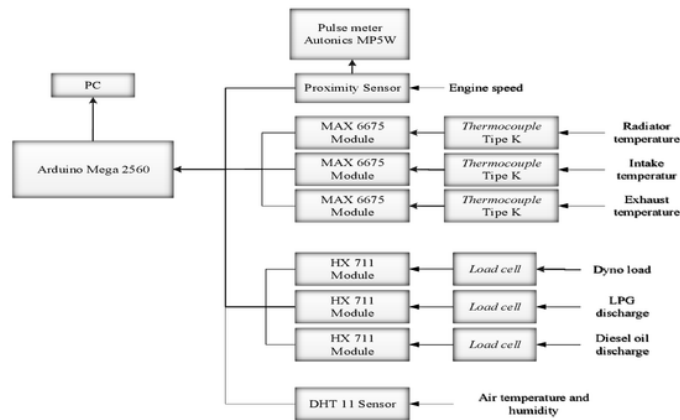 Pulse meter
Autonics MP5W
PC
Proximity Sensor
Engine speed
Arduino Mega 2560
MAX 6675
Module
Thermocouple
Tipe K
Radiator
temperature
MAX 6675
Module
Thermocouple
Tipe K
Intake
temperatur
MAX 6675
Module
Thermocouple
Tipe K
Exhaust
temperature
HX 711
Module
Load cell
Dyno load
HX 711
Module
Load cell
LPG
discharge
HX 711
Module
Load cell
Diesel oil
discharge
DHT 11 Sensor
Air temperature and
humidity